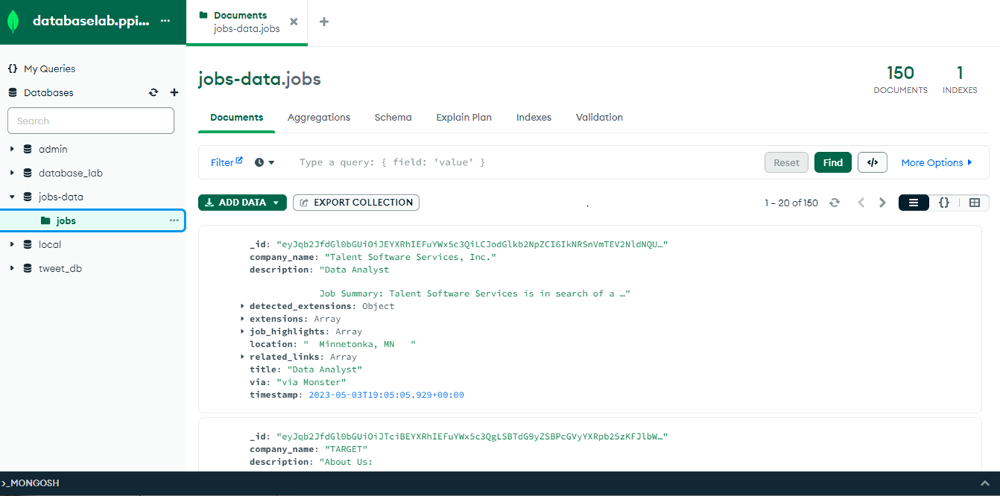 databaselab.ppi... ...
Documents
jobs-data.jobs
My Queries
Databases
Search
admin
database_lab
jobs-data
jobs
local
tweet_db
jobs-data.jobs
150
DOCUMENTS
1
INDEXES
Documents Aggregations Schema Explain Plan Indexes Validation
Filter Type a query: { field: 'value' } Reset Find </> More Options
ADD DATA EXPORT COLLECTION 1 – 20 of 150 {}
_id: "eyJqb2JfdGl0bGUiOiJEYXRhIEFuYWx5c3QiLCJodGlkb2NpZCI6IkNRSnVmTEV2NldNQU…"
company_name: "Talent Software Services, Inc."
description: "Data Analyst
Job Summary: Talent Software Services is in search of a …"
detected_extensions: Object
extensions: Array
job_highlights: Array
location: "  Minnetonka, MN   "
related_links: Array
title: "Data Analyst"
via: "via Monster"
timestamp: 2023-05-03T19:05:05.929+00:00
_id: "eyJqb2JfdGl0bGUiOiJTciBEYXRhIEFuYWx5c3QgLSBTdG9yZSBPcGVyYXRpb25zKFJlbW…"
company_name: "TARGET"
description: "About Us:
>_MONGOSH